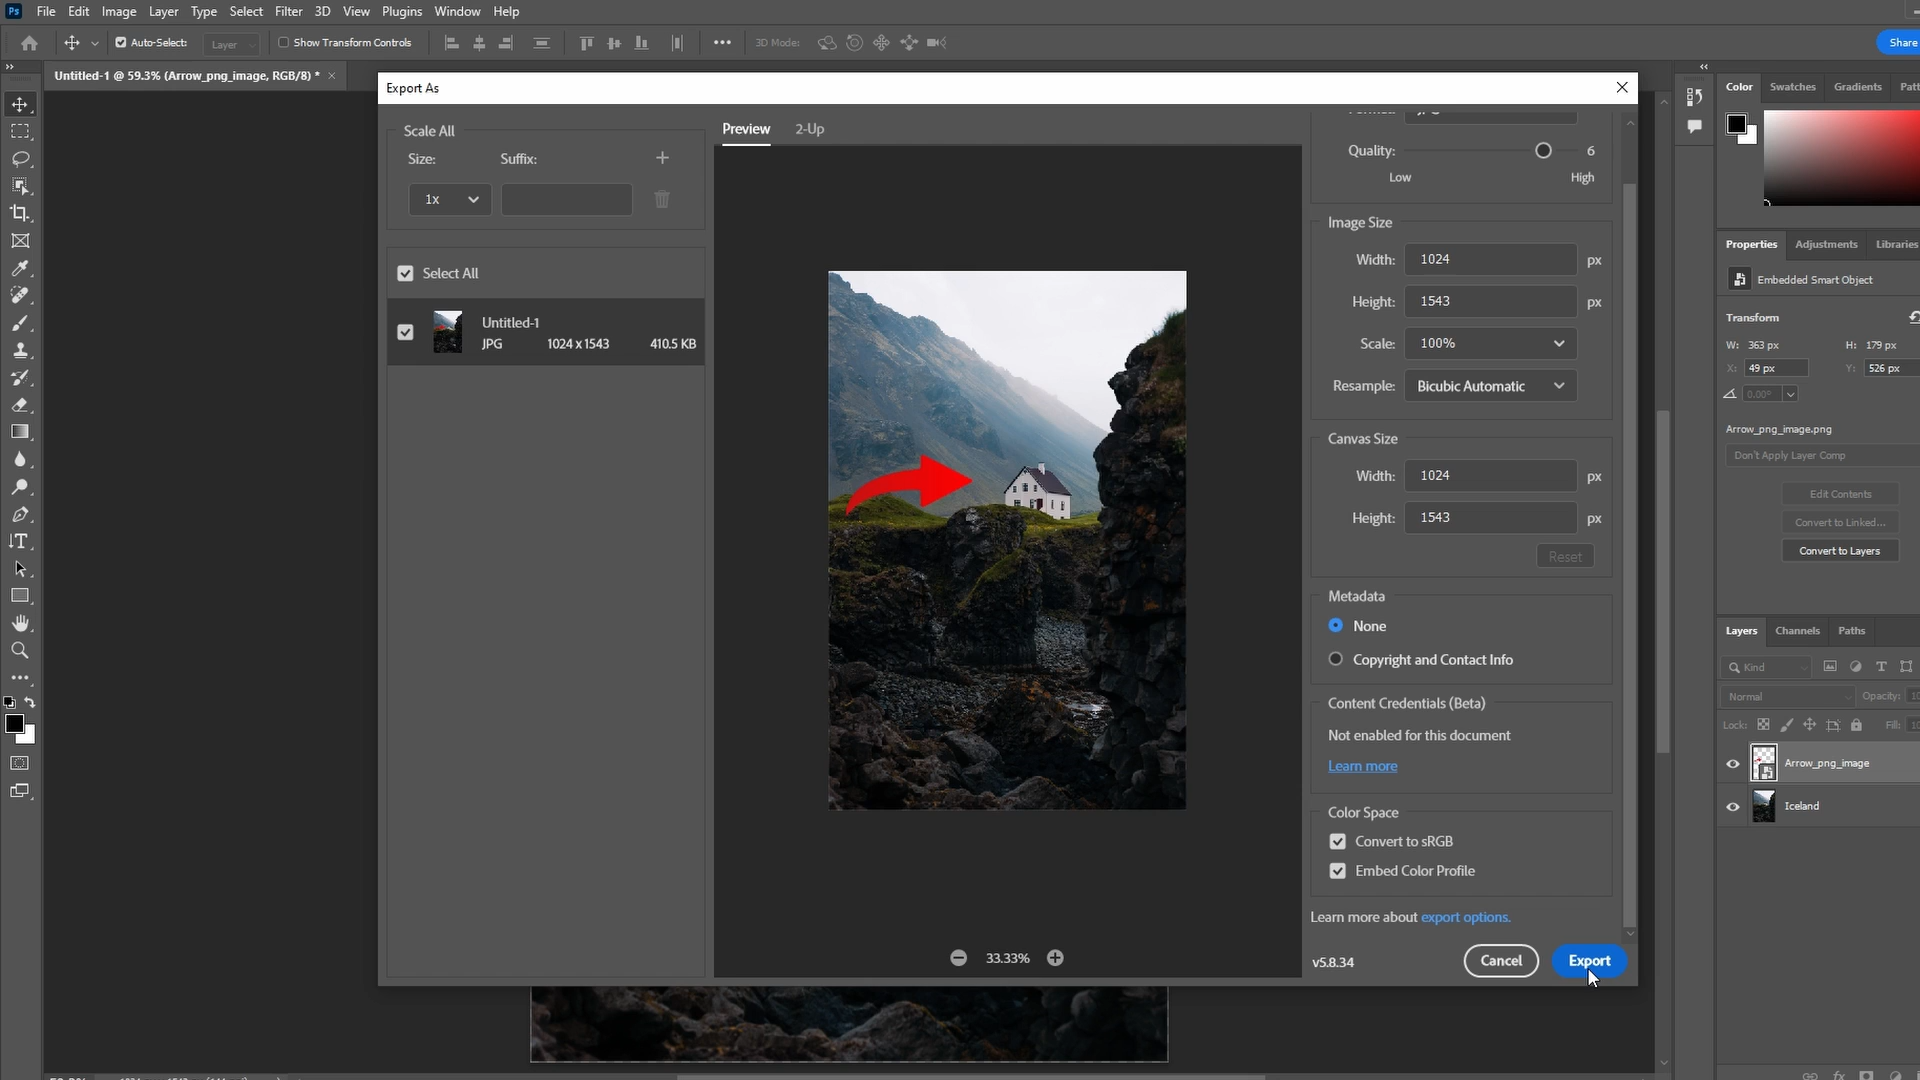 Ps File Edit Image Layer Type Select Filter 3D View Plugins Window Help
Auto-Select: Layer Show Transform Controls 3D Mode: Share
Untitled-1 @ 59.3% (Arrow_png_image, RGB/8) *
Export As
Scale All
Size: Suffix:
1x
Select All
Untitled-1
JPG 1024 x 1543 410.5 KB
Preview 2-Up
33.33%
Quality: 6
Low High
Image Size
Width: 1024 px
Height: 1543 px
Scale: 100%
Resample: Bicubic Automatic
Canvas Size
Width: 1024 px
Height: 1543 px
Reset
Metadata
None
Copyright and Contact Info
Content Credentials (Beta)
Not enabled for this document
Learn more
Color Space
Convert to sRGB
Embed Color Profile
Learn more about export options.
v5.8.34 Cancel Export
Color Swatches Gradients Patt
Properties Adjustments Libraries
Embedded Smart Object
Transform
W: 363 px H: 179 px
X: 49 px Y: 526 px
0.00°
Arrow_png_image.png
Don't Apply Layer Comp
Edit Contents
Convert to Linked...
Convert to Layers
Layers Channels Paths
Kind
Normal Opacity:
Lock: Fill:
Arrow_png_image
Iceland